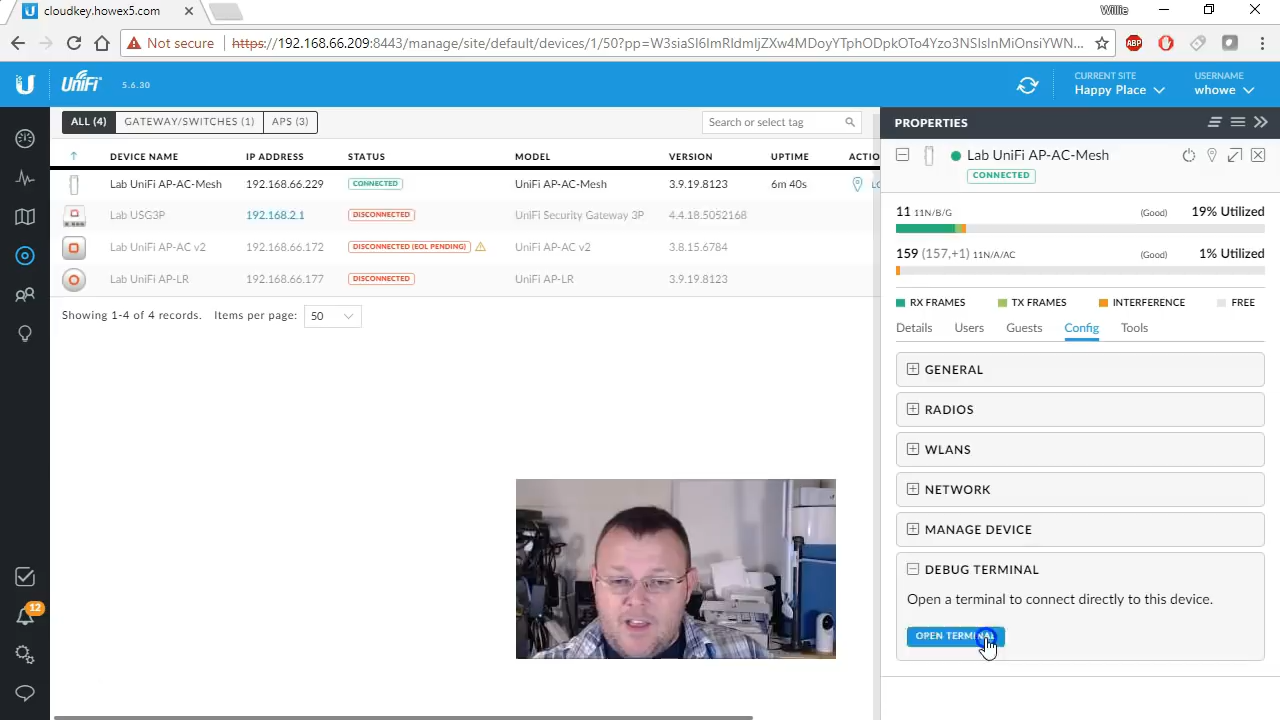 cloudkey.howex5.com
Willie
Not secure https://192.168.66.209:8443/manage/site/default/devices/1/50?pp=W3siaSI6ImRldmljZXw4MDoyYTphODpkOTo4Yzo3NSIsInMiOnsiYWN...
ABP
U UniFi 5.6.30
CURRENT SITE
Happy Place
USERNAME
whowe
ALL (4) GATEWAY/SWITCHES (1) APS (3)
Search or select tag
DEVICE NAME IP ADDRESS STATUS MODEL VERSION UPTIME ACTIO
Lab UniFi AP-AC-Mesh 192.168.66.229 CONNECTED UniFi AP-AC-Mesh 3.9.19.8123 6m 40s LO
Lab USG3P 192.168.2.1 DISCONNECTED UniFi Security Gateway 3P 4.4.18.5052168
Lab UniFi AP-AC v2 192.168.66.172 DISCONNECTED (EOL PENDING) UniFi AP-AC v2 3.8.15.6784
Lab UniFi AP-LR 192.168.66.177 DISCONNECTED UniFi AP-LR 3.9.19.8123
Showing 1-4 of 4 records. Items per page: 50
12
PROPERTIES
Lab UniFi AP-AC-Mesh
CONNECTED
11 11N/B/G (Good) 19% Utilized
159 (157,+1) 11N/A/AC (Good) 1% Utilized
RX FRAMES TX FRAMES INTERFERENCE FREE
Details Users Guests Config Tools
GENERAL
RADIOS
WLANS
NETWORK
MANAGE DEVICE
DEBUG TERMINAL
Open a terminal to connect directly to this device.
OPEN TERMINAL